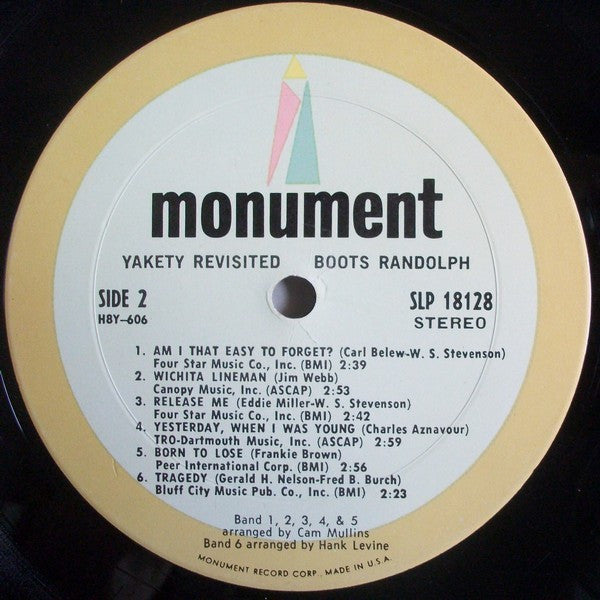 monument
YAKETY REVISITED BOOTS RANDOLPH
SIDE 2 SLP 18128
H8Y-606 STEREO
1. AM I THAT EASY TO FORGET? (Carl Belew-W. S. Stevenson)
Four Star Music Co., Inc. (BMI) 2:39
2. WICHITA LINEMAN (Jim Webb)
Canopy Music, Inc. (ASCAP) 2:53
3. RELEASE ME (Eddie Miller-W. S. Stevenson)
Four Star Music Co., Inc. (BMI) 2:42
4. YESTERDAY, WHEN I WAS YOUNG (Charles Aznavour)
TRO-Dartmouth Music, Inc. (ASCAP) 2:59
5. BORN TO LOSE (Frankie Brown)
Peer International Corp. (BMI) 2:56
6. TRAGEDY (Gerald H. Nelson-Fred B. Burch)
Bluff City Music Pub. Co., Inc. (BMI) 2:23
Band 1, 2, 3, 4, & 5
arranged by Cam Mullins
Band 6 arranged by Hank Levine
MONUMENT RECORD CORP., MADE IN U.S.A.